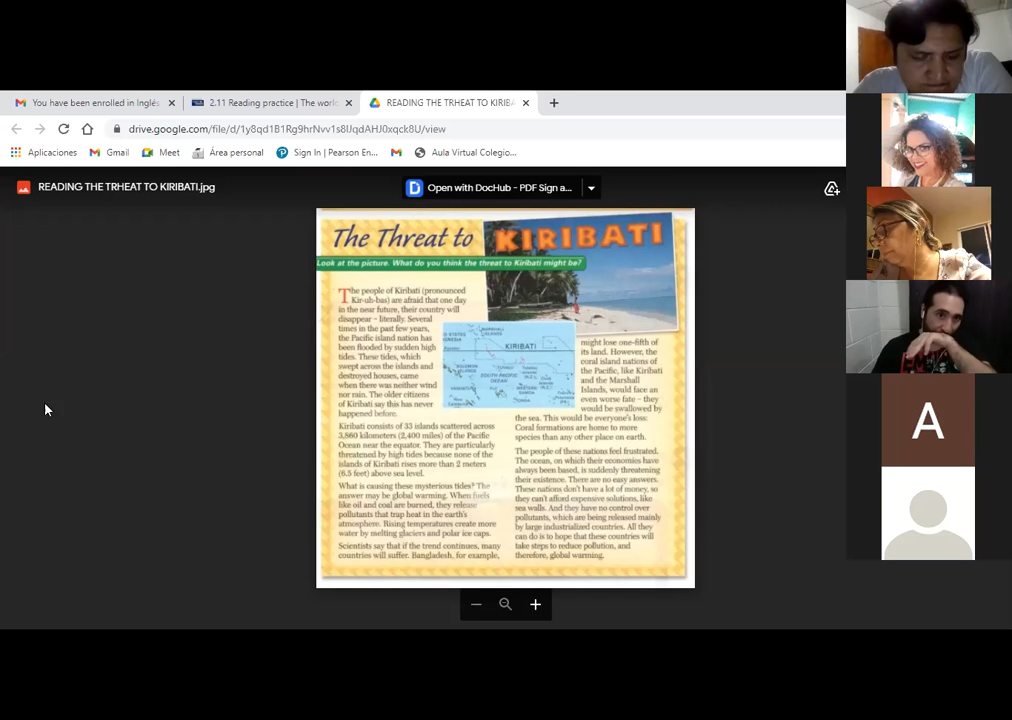 You have been enrolled in Inglés
2.11 Reading practice | The world
READING THE TRHEAT TO KIRIBA
drive.google.com/file/d/1y8qd1B1Rg9hrNvv1s8IJqdAHJ0xqck8U/view
Aplicaciones
Gmail
Meet
Área personal
Sign In | Pearson En...
Aula Virtual Colegio...
READING THE TRHEAT TO KIRIBATI.jpg
Open with DocHub - PDF Sign a...
The Threat to KIRIBATI
Look at the picture. What do you think the threat to Kiribati might be?
The people of Kiribati (pronounced
Kir-uh-bas) are afraid that one day
in the near future, their country will
disappear – literally. Several
times in the past few years,
the Pacific island nation has
been flooded by sudden high
tides. These tides, which
swept across the islands and
destroyed houses, came
when there was neither wind
nor rain. The older citizens
of Kiribati say this has never
happened before.
Kiribati consists of 33 islands scattered across
3,860 kilometers (2,400 miles) of the Pacific
Ocean near the equator. They are particularly
threatened by high tides because none of the
islands of Kiribati rises more than 2 meters
(6.5 feet) above sea level.
What is causing these mysterious tides? The
answer may be global warming. When fuels
like oil and coal are burned, they release
pollutants that trap heat in the earth's
atmosphere. Rising temperatures create more
water by melting glaciers and polar ice caps.
Scientists say that if the trend continues, many
countries will suffer. Bangladesh, for example,
MARSHALL
ISLANDS
KIRIBATI
SOUTH PACIFIC
OCEAN
might lose one-fifth of
its land. However, the
coral island nations of
the Pacific, like Kiribati
and the Marshall
Islands, would face an
even worse fate – they
would be swallowed by
the sea. This would be everyone's loss:
Coral formations are home to more
species than any other place on earth.
The people of these nations feel frustrated.
The ocean, on which their economies have
always been based, is suddenly threatening
their existence. There are no easy answers.
These nations don't have a lot of money, so
they can't afford expensive solutions, like
sea walls. And they have no control over
pollutants, which are being released mainly
by large industrialized countries. All they
can do is to hope that these countries will
take steps to reduce pollution, and
therefore, global warming.
A